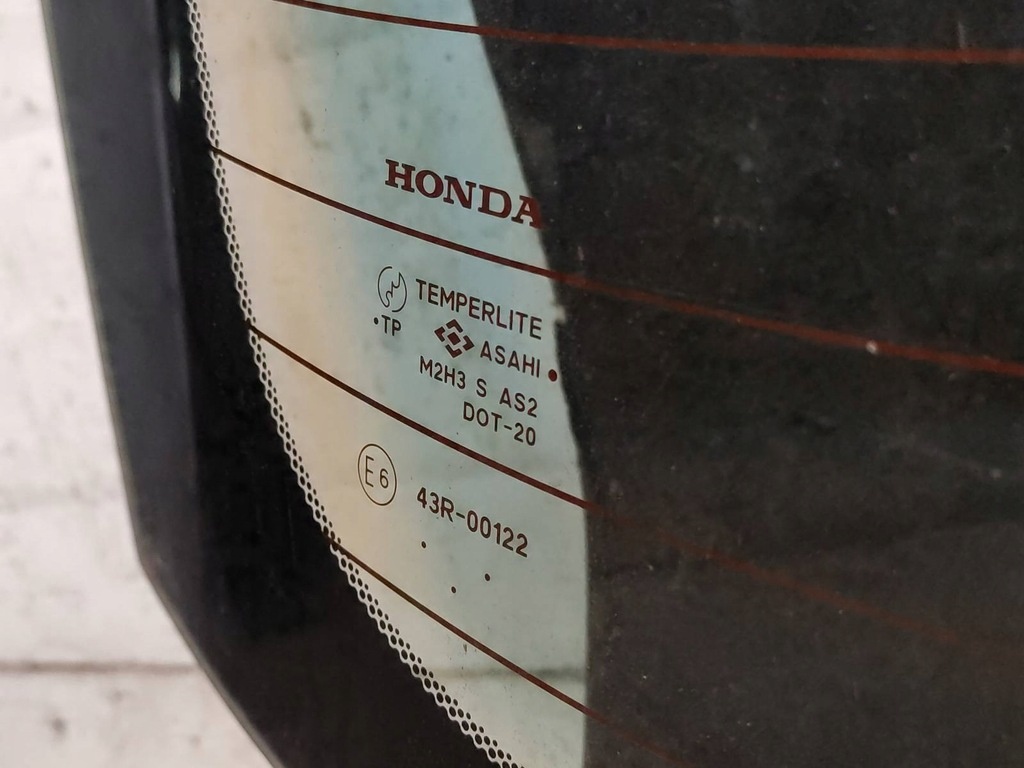 HONDA
TEMPERLITE
•TP ASAHI •
M2H3 S AS2
DOT-20
E6 43R-00122